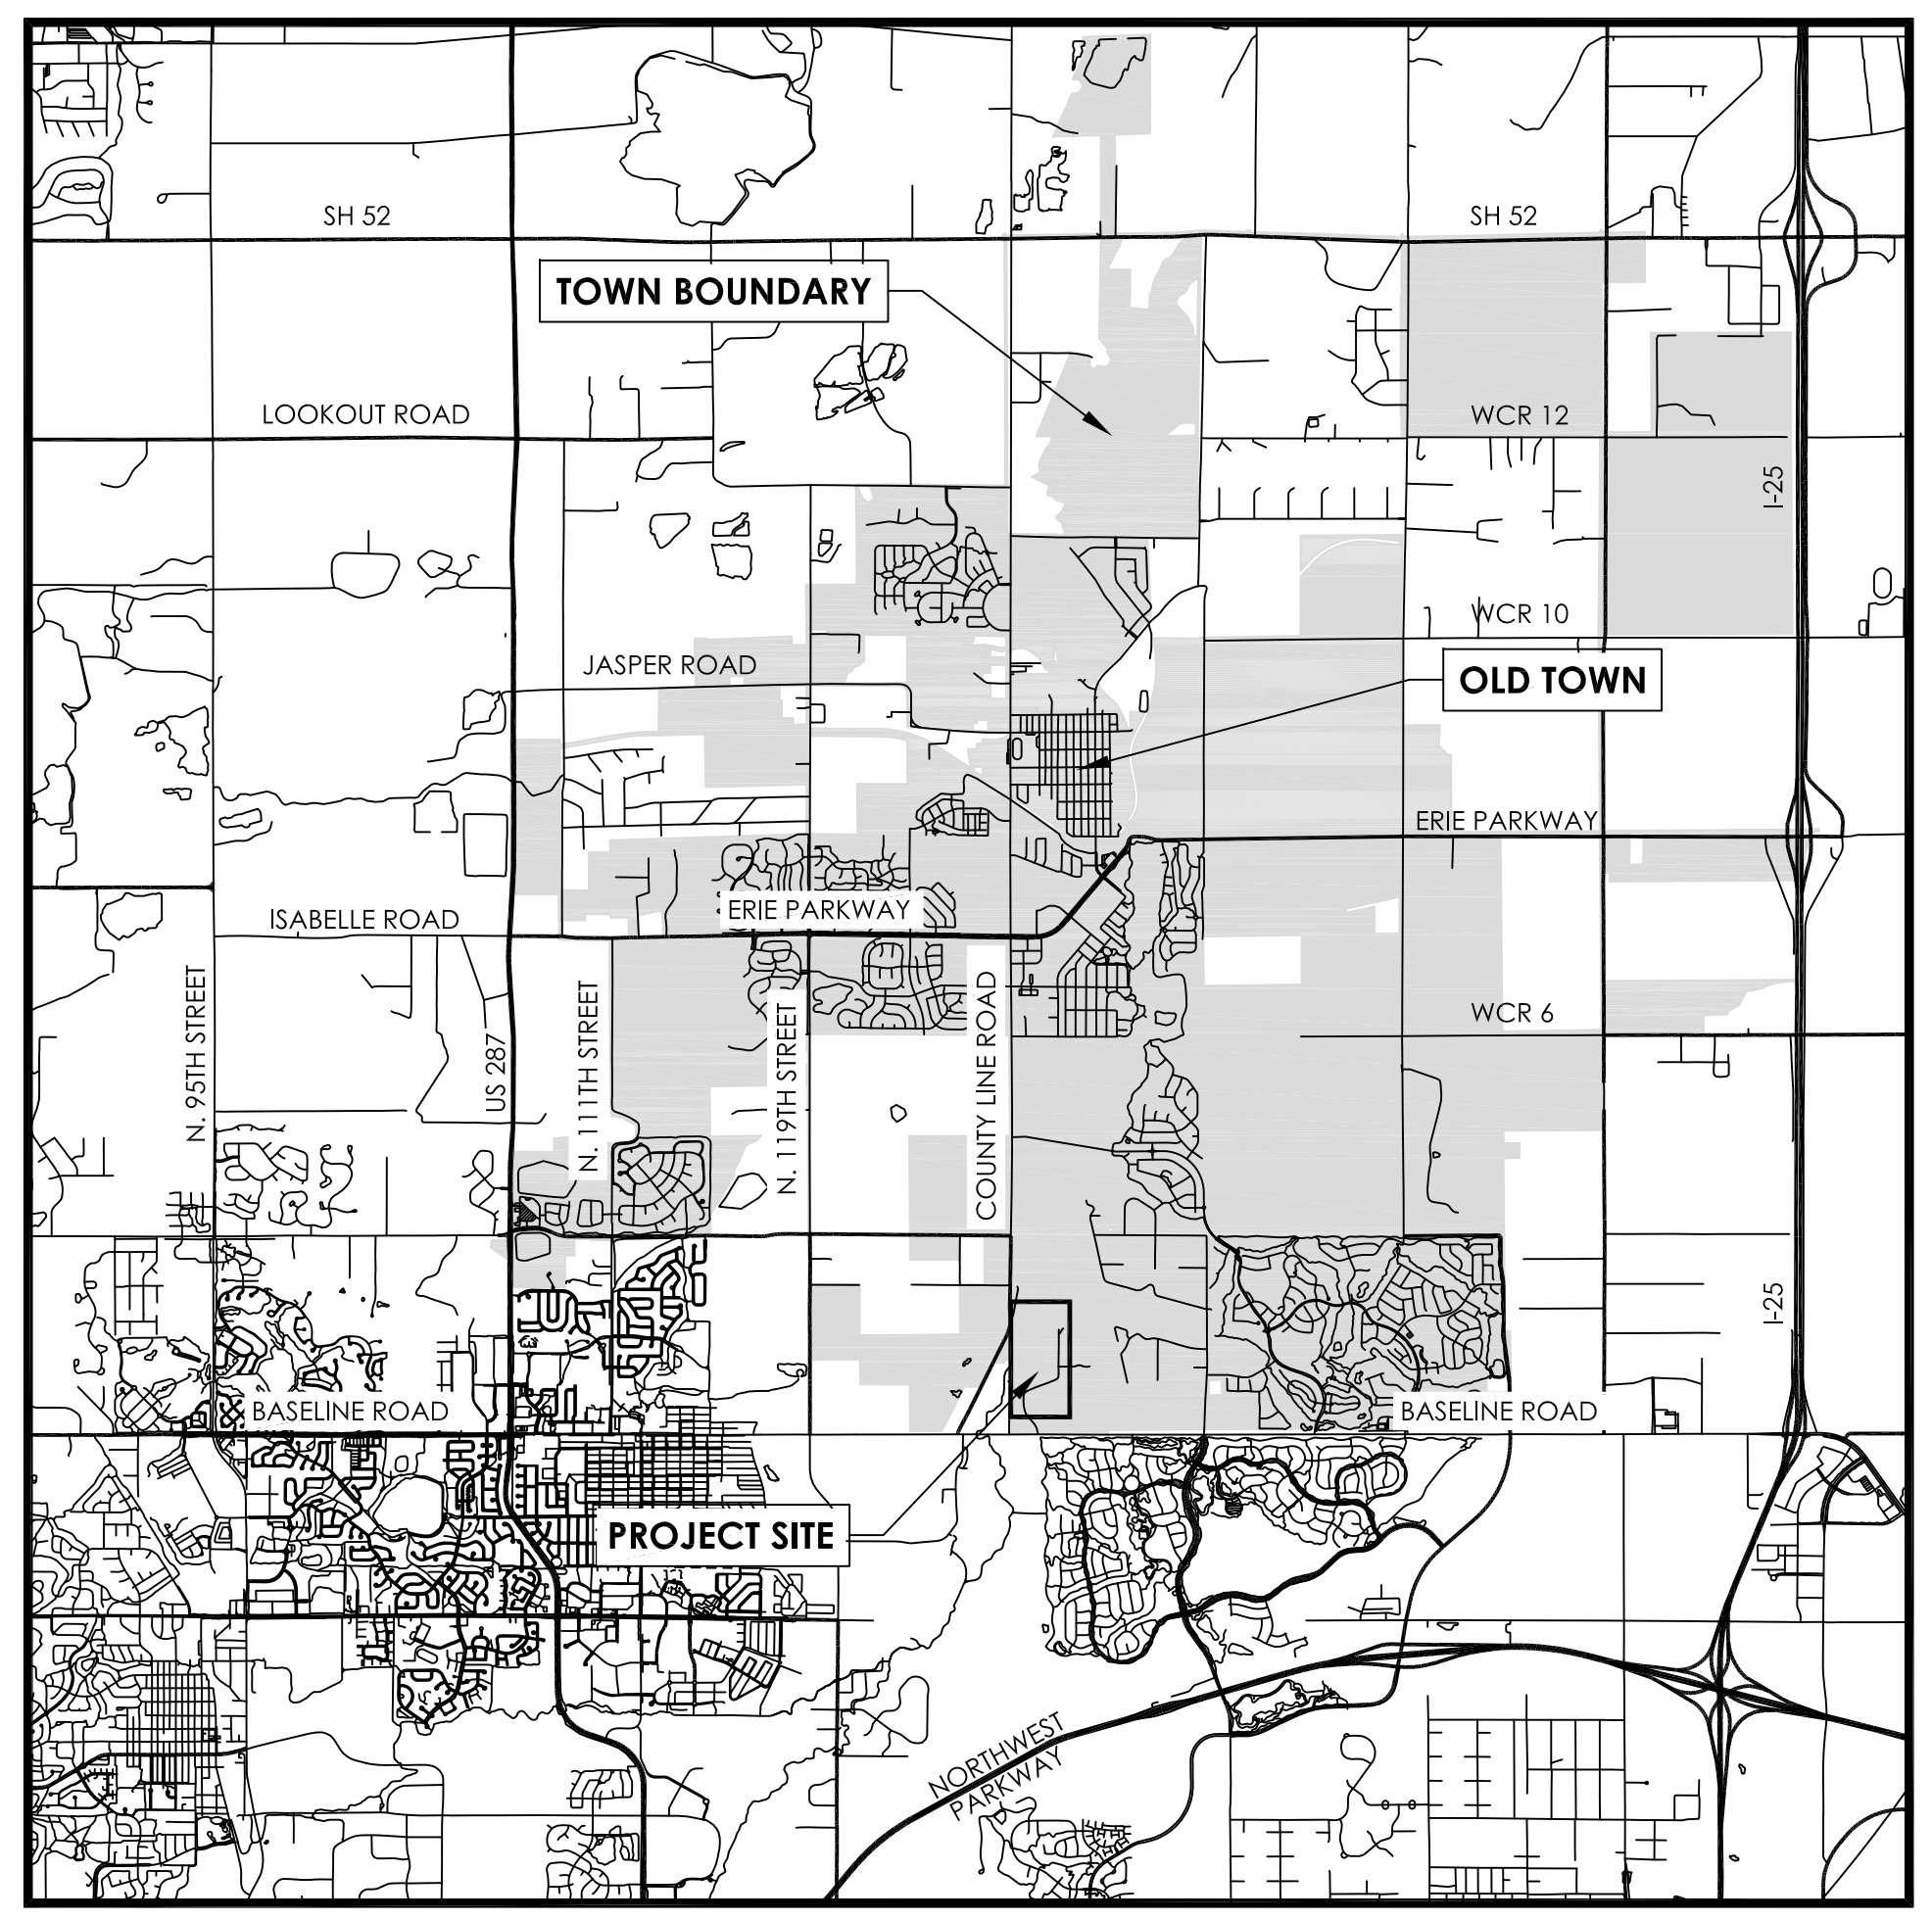 SH 52
SH 52
TOWN BOUNDARY
LOOKOUT ROAD
WCR 12
I-25
WCR 10
JASPER ROAD
OLD TOWN
ERIE PARKWAY
ERIE PARKWAY
ISABELLE ROAD
WCR 6
N. 95TH STREET
US 287
N. 111TH STREET
N. 119TH STREET
COUNTY LINE ROAD
I-25
BASELINE ROAD
BASELINE ROAD
PROJECT SITE
NORTHWEST
PARKWAY